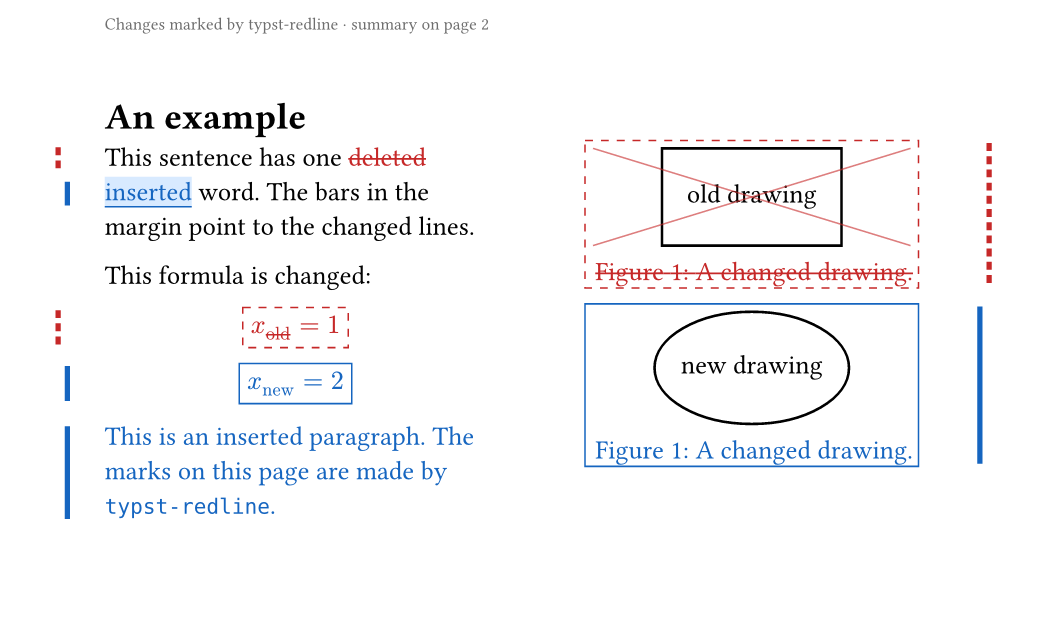 Changes marked by typst-redline · summary on page 2
An example
This sentence has one deleted
inserted word. The bars in the
margin point to the changed lines.
This formula is changed:
x_old = 1
x_new = 2
This is an inserted paragraph. The
marks on this page are made by
typst-redline.
old drawing
Figure 1: A changed drawing.
new drawing
Figure 1: A changed drawing.